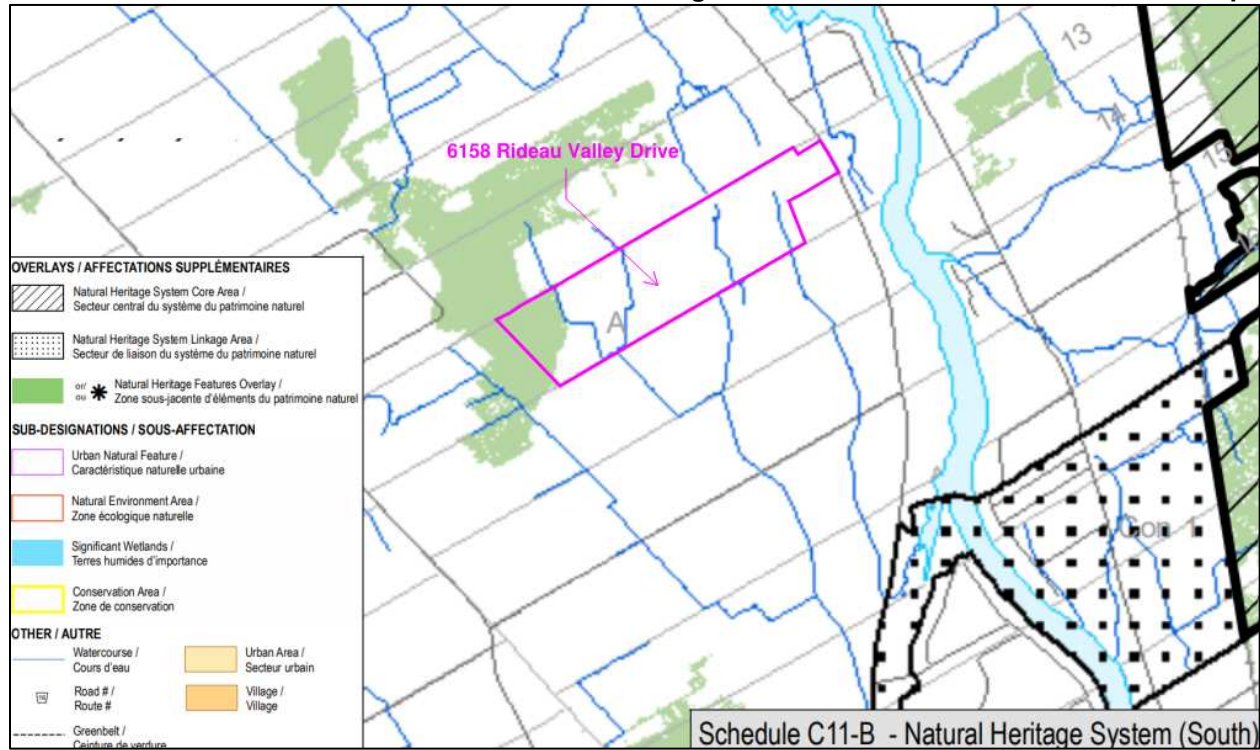 13
14
15
16
6158 Rideau Valley Drive
A
Con 1
OVERLAYS / AFFECTATIONS SUPPLÉMENTAIRES
Natural Heritage System Core Area /
Secteur central du système du patrimoine naturel
Natural Heritage System Linkage Area /
Secteur de liaison du système du patrimoine naturel
or/
ou
Natural Heritage Features Overlay /
Zone sous-jacente d'éléments du patrimoine naturel
SUB-DESIGNATIONS / SOUS-AFFECTATION
Urban Natural Feature /
Caractéristique naturelle urbaine
Natural Environment Area /
Zone écologique naturelle
Significant Wetlands /
Terres humides d'importance
Conservation Area /
Zone de conservation
OTHER / AUTRE
Watercourse /
Cours d'eau
Urban Area /
Secteur urbain
Road # /
Route #
Village /
Village
Greenbelt /
Ceinture de verdure
Schedule C11-B - Natural Heritage System (South)